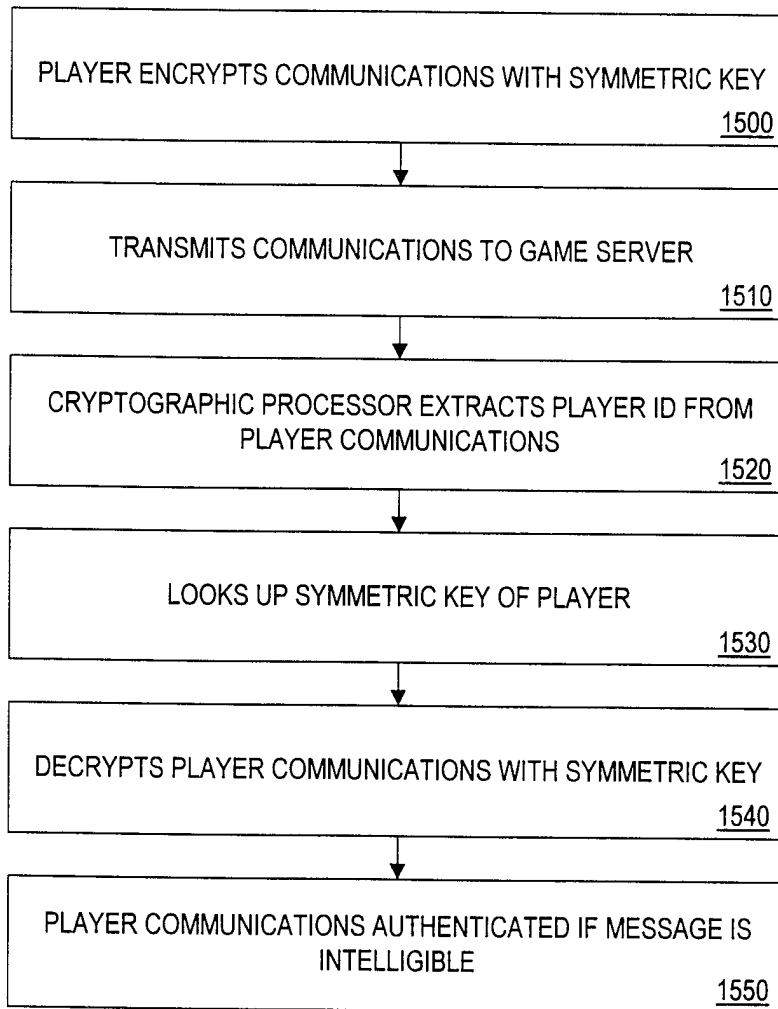 PLAYER ENCRYPTS COMMUNICATIONS WITH SYMMETRIC KEY
1500
TRANSMITS COMMUNICATIONS TO GAME SERVER
1510
CRYPTOGRAPHIC PROCESSOR EXTRACTS PLAYER ID FROM
PLAYER COMMUNICATIONS
1520
LOOKS UP SYMMETRIC KEY OF PLAYER
1530
DECRYPTS PLAYER COMMUNICATIONS WITH SYMMETRIC KEY
1540
PLAYER COMMUNICATIONS AUTHENTICATED IF MESSAGE IS
INTELLIGIBLE
1550